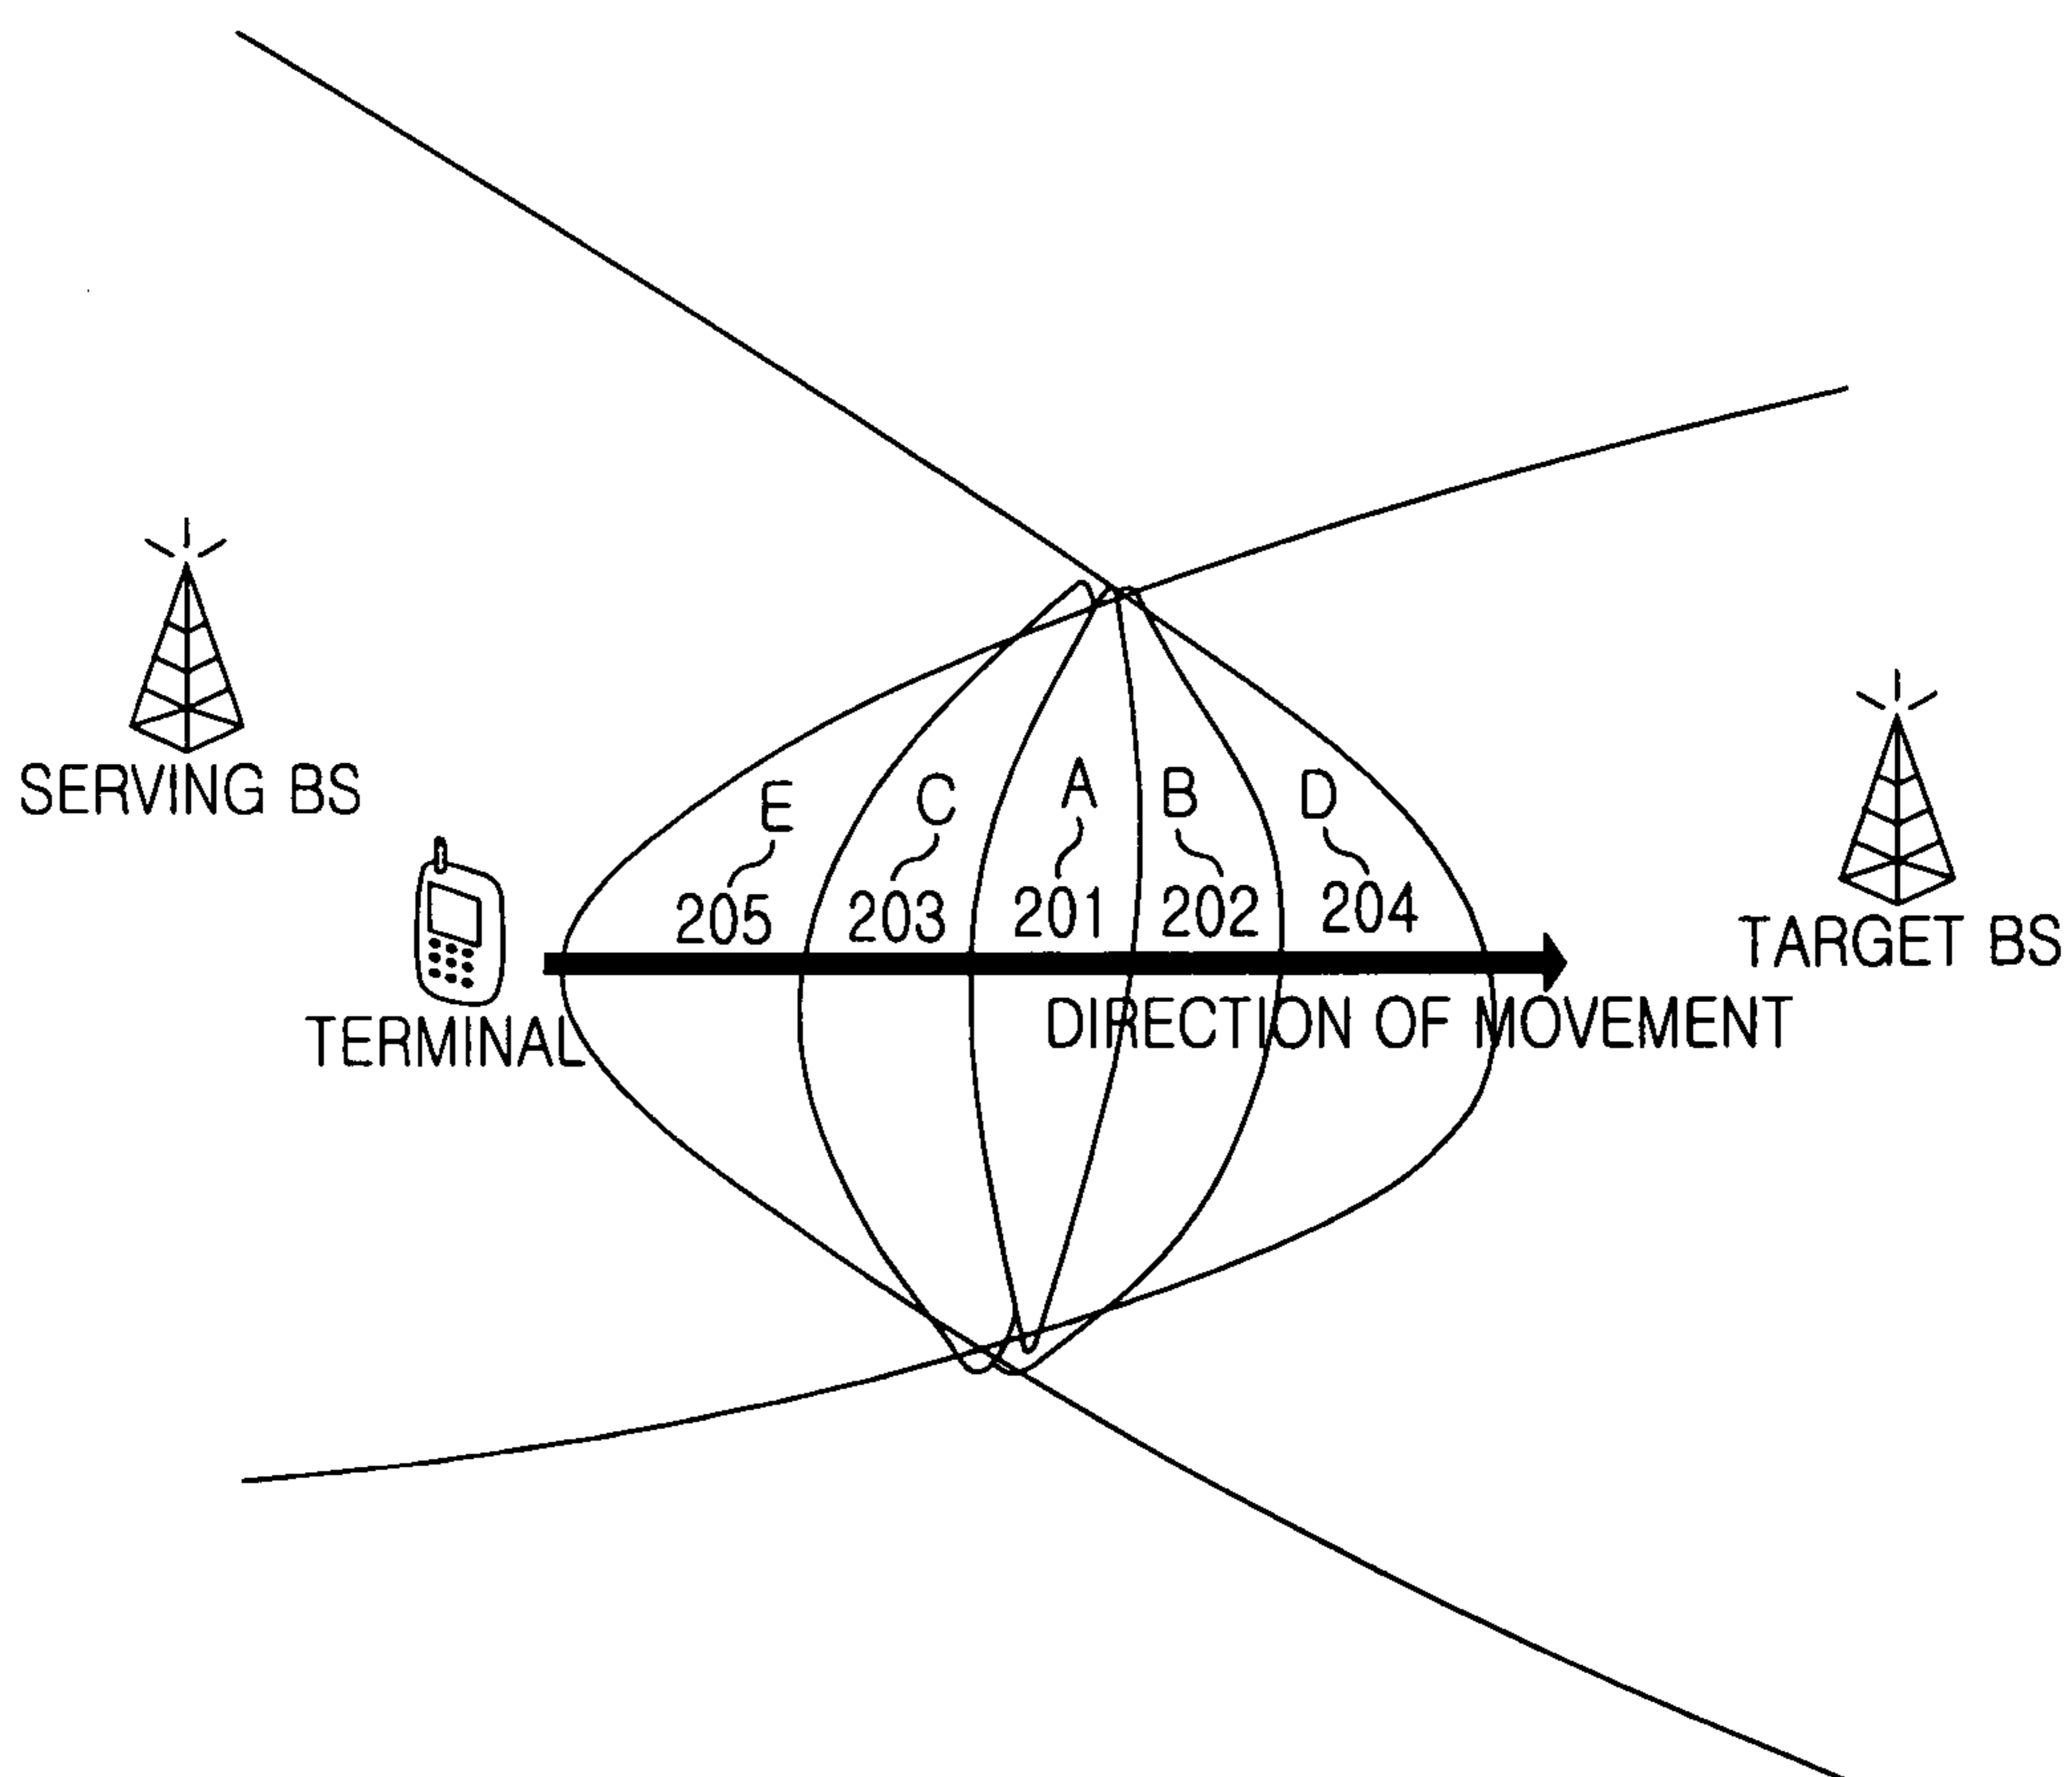 SERVING BS
E
C
A
B
D
205
203
201
202
204
TARGET BS
TERMINAL
DIRECTION OF MOVEMENT